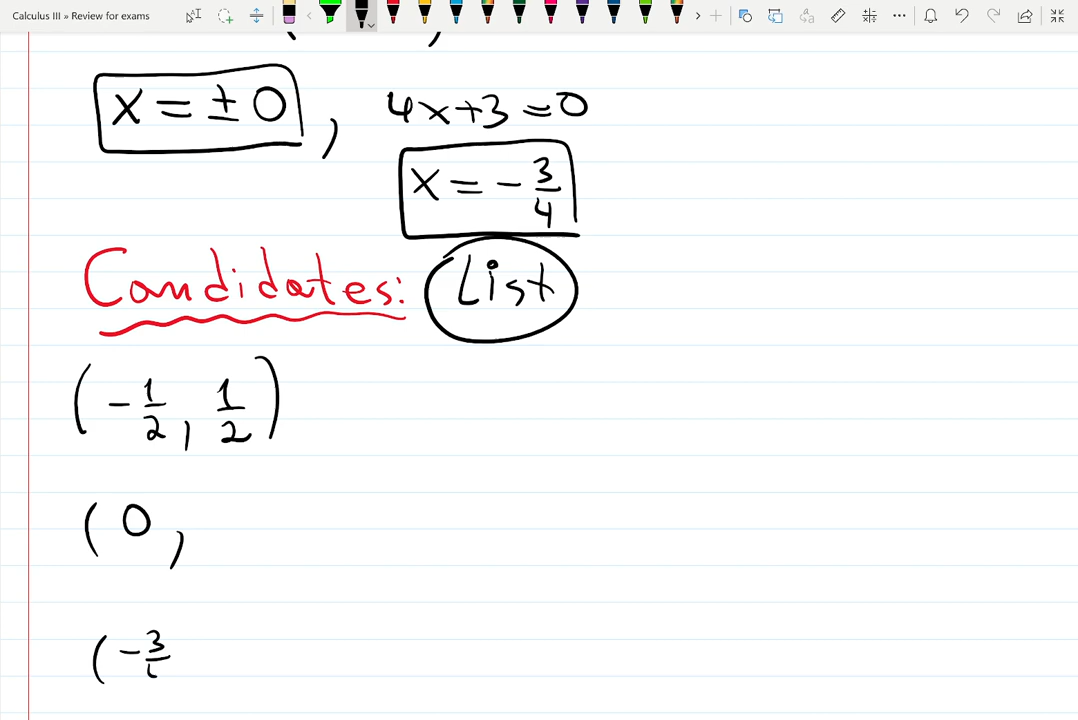 Calculus III » Review for exams
x = ± 0 , 4x+3 = 0
x = - 3/4
Candidates: List
( - 1/2 , 1/2 )
( 0 ,
( - 3/